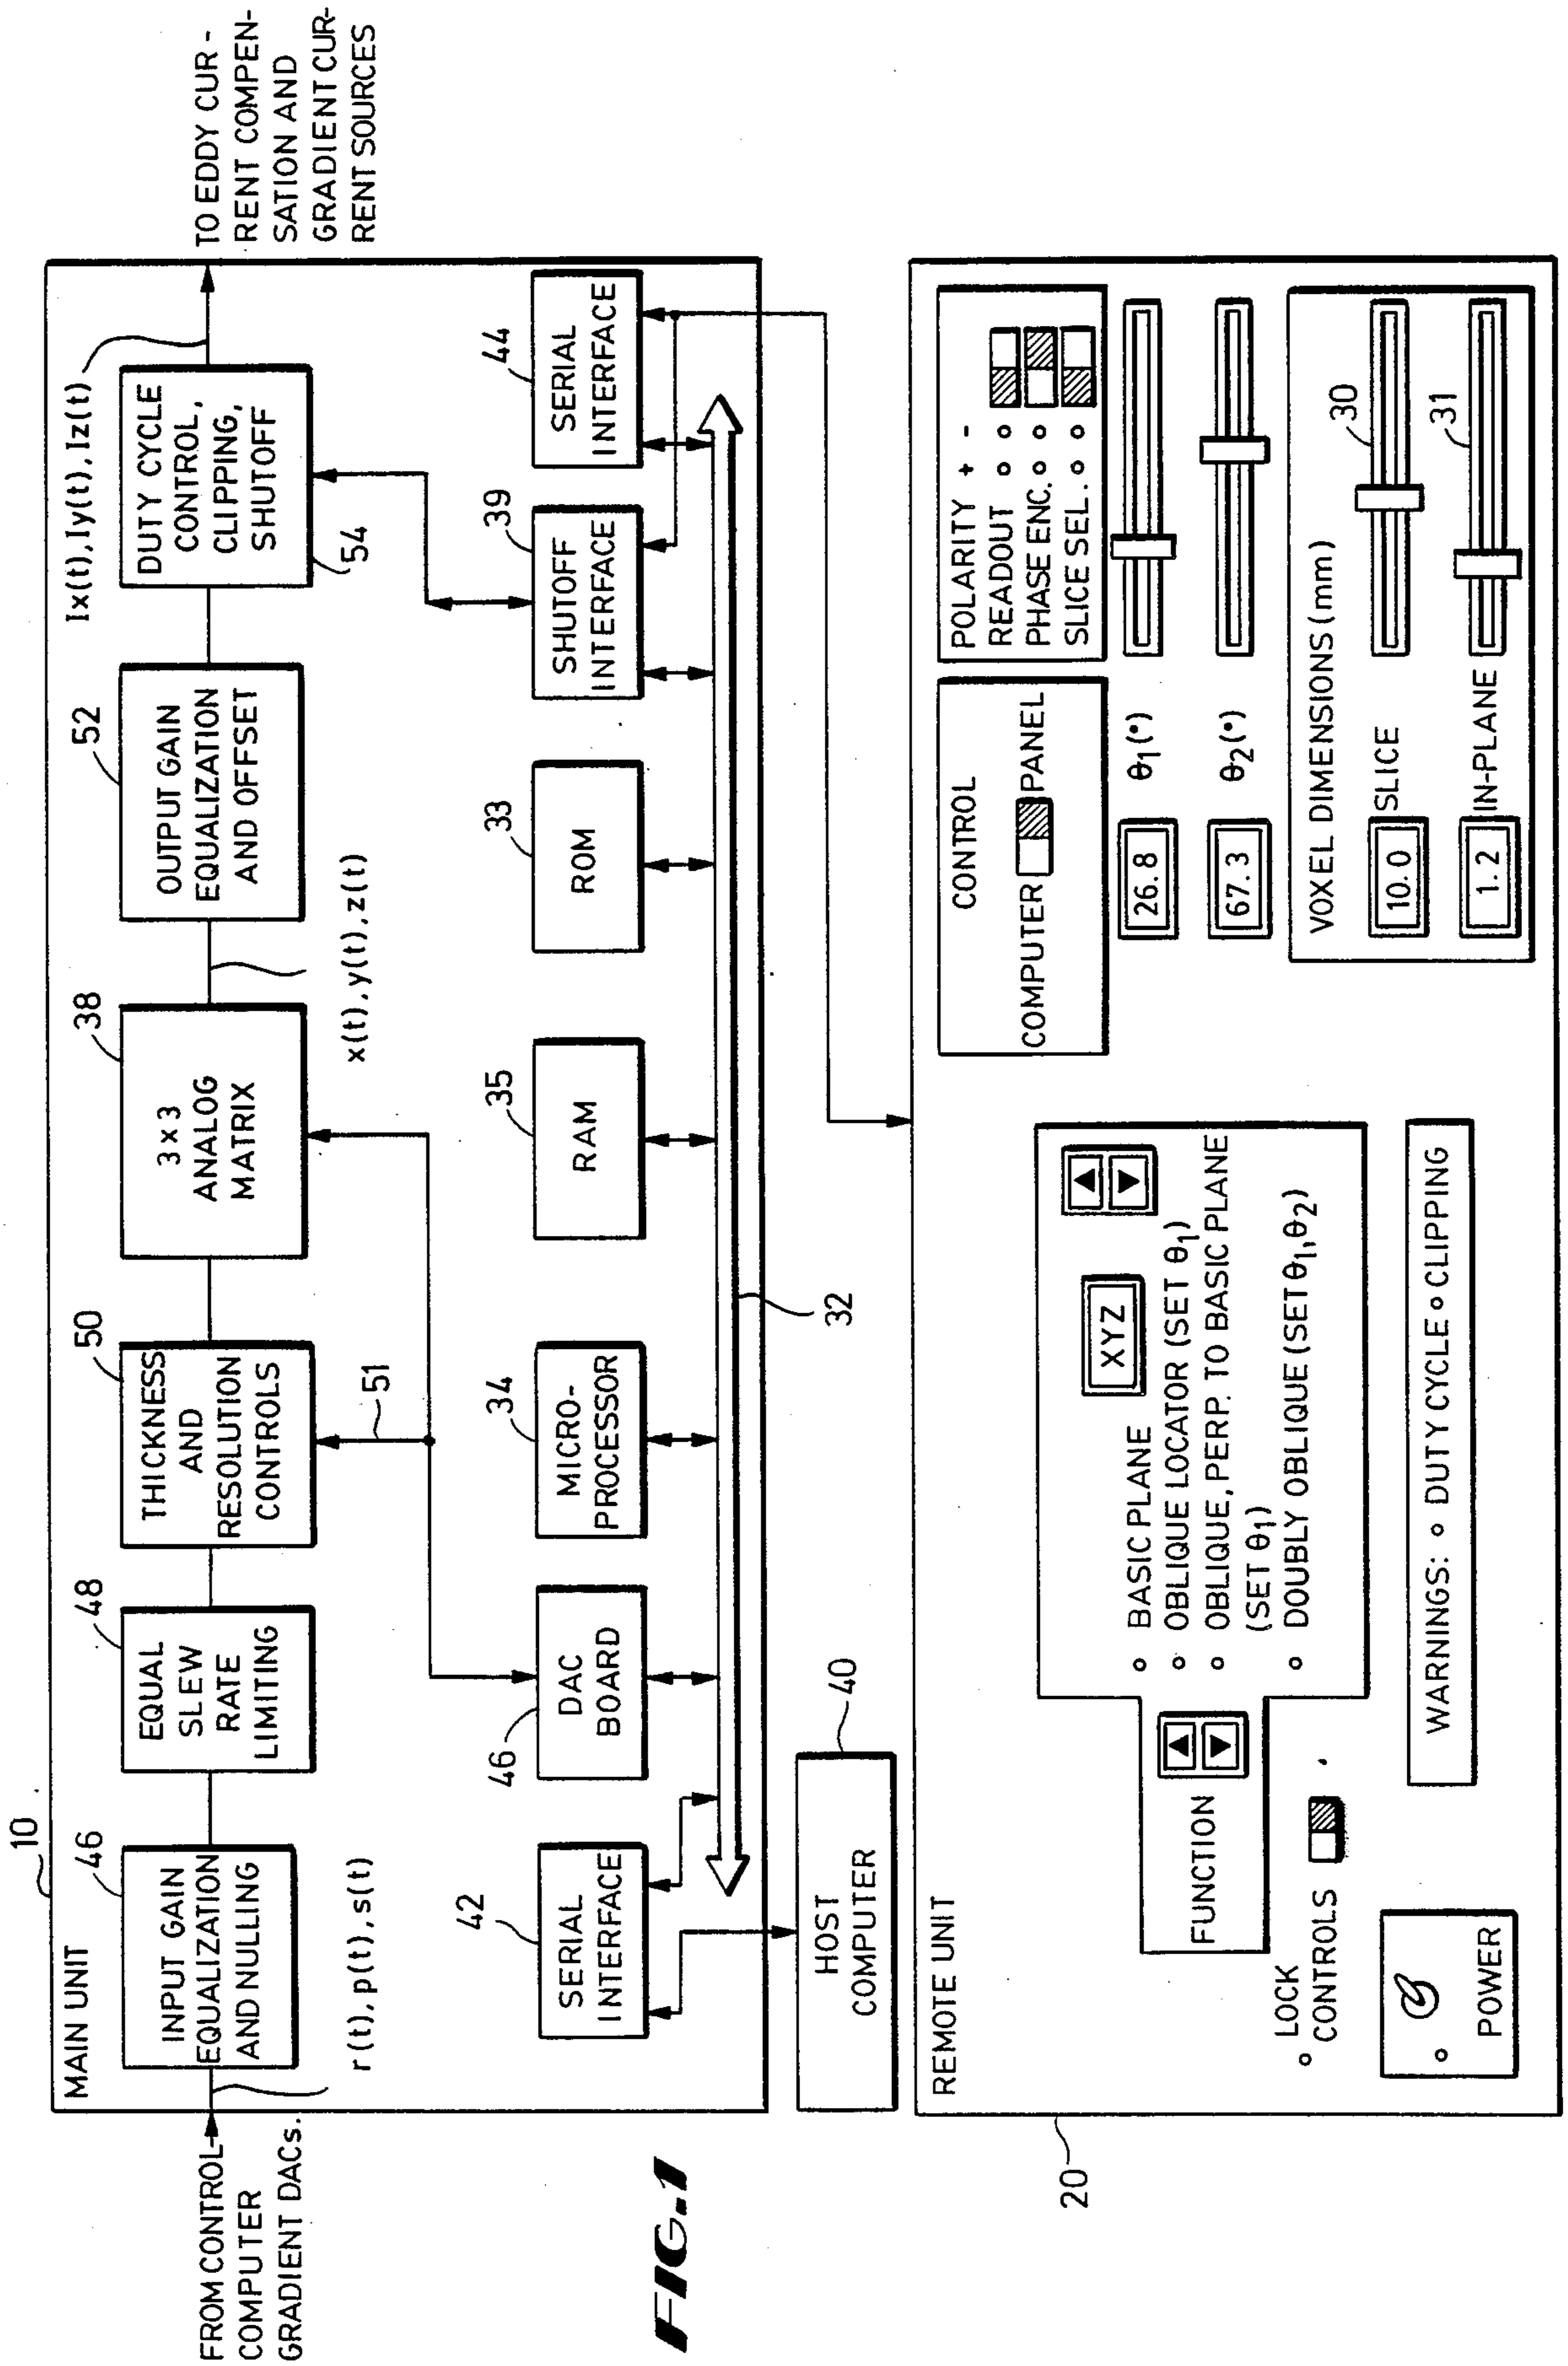 FIG.1
10
MAIN UNIT
FROM CONTROL-
COMPUTER
GRADIENT DACs.
r(t), p(t), s(t)
46
INPUT GAIN
EQUALIZATION
AND NULLING
48
EQUAL
SLEW
RATE
LIMITING
50
THICKNESS
AND
RESOLUTION
CONTROLS
51
38
3x3
ANALOG
MATRIX
x(t), y(t), z(t)
52
OUTPUT GAIN
EQUALIZATION
AND OFFSET
Ix(t), Iy(t), Iz(t)
DUTY CYCLE
CONTROL,
CLIPPING,
SHUTOFF
54
TO EDDY CUR-
RENT COMPEN-
SATION AND
GRADIENT CUR-
RENT SOURCES
42
SERIAL
INTERFACE
46
DAC
BOARD
34
MICRO-
PROCESSOR
35
RAM
33
ROM
39
SHUTOFF
INTERFACE
44
SERIAL
INTERFACE
32
40
HOST
COMPUTER
20
REMOTE UNIT
FUNCTION
XYZ
BASIC PLANE
OBLIQUE LOCATOR (SET θ1)
OBLIQUE, PERP. TO BASIC PLANE
(SET θ1)
DOUBLY OBLIQUE (SET θ1,θ2)
LOCK
CONTROLS
POWER
WARNINGS: DUTY CYCLE CLIPPING
CONTROL
COMPUTER PANEL
POLARITY + -
READOUT
PHASE ENC.
SLICE SEL.
26.8 θ1(°)
67.3 θ2(°)
VOXEL DIMENSIONS (mm)
10.0 SLICE 30
1.2 IN-PLANE 31